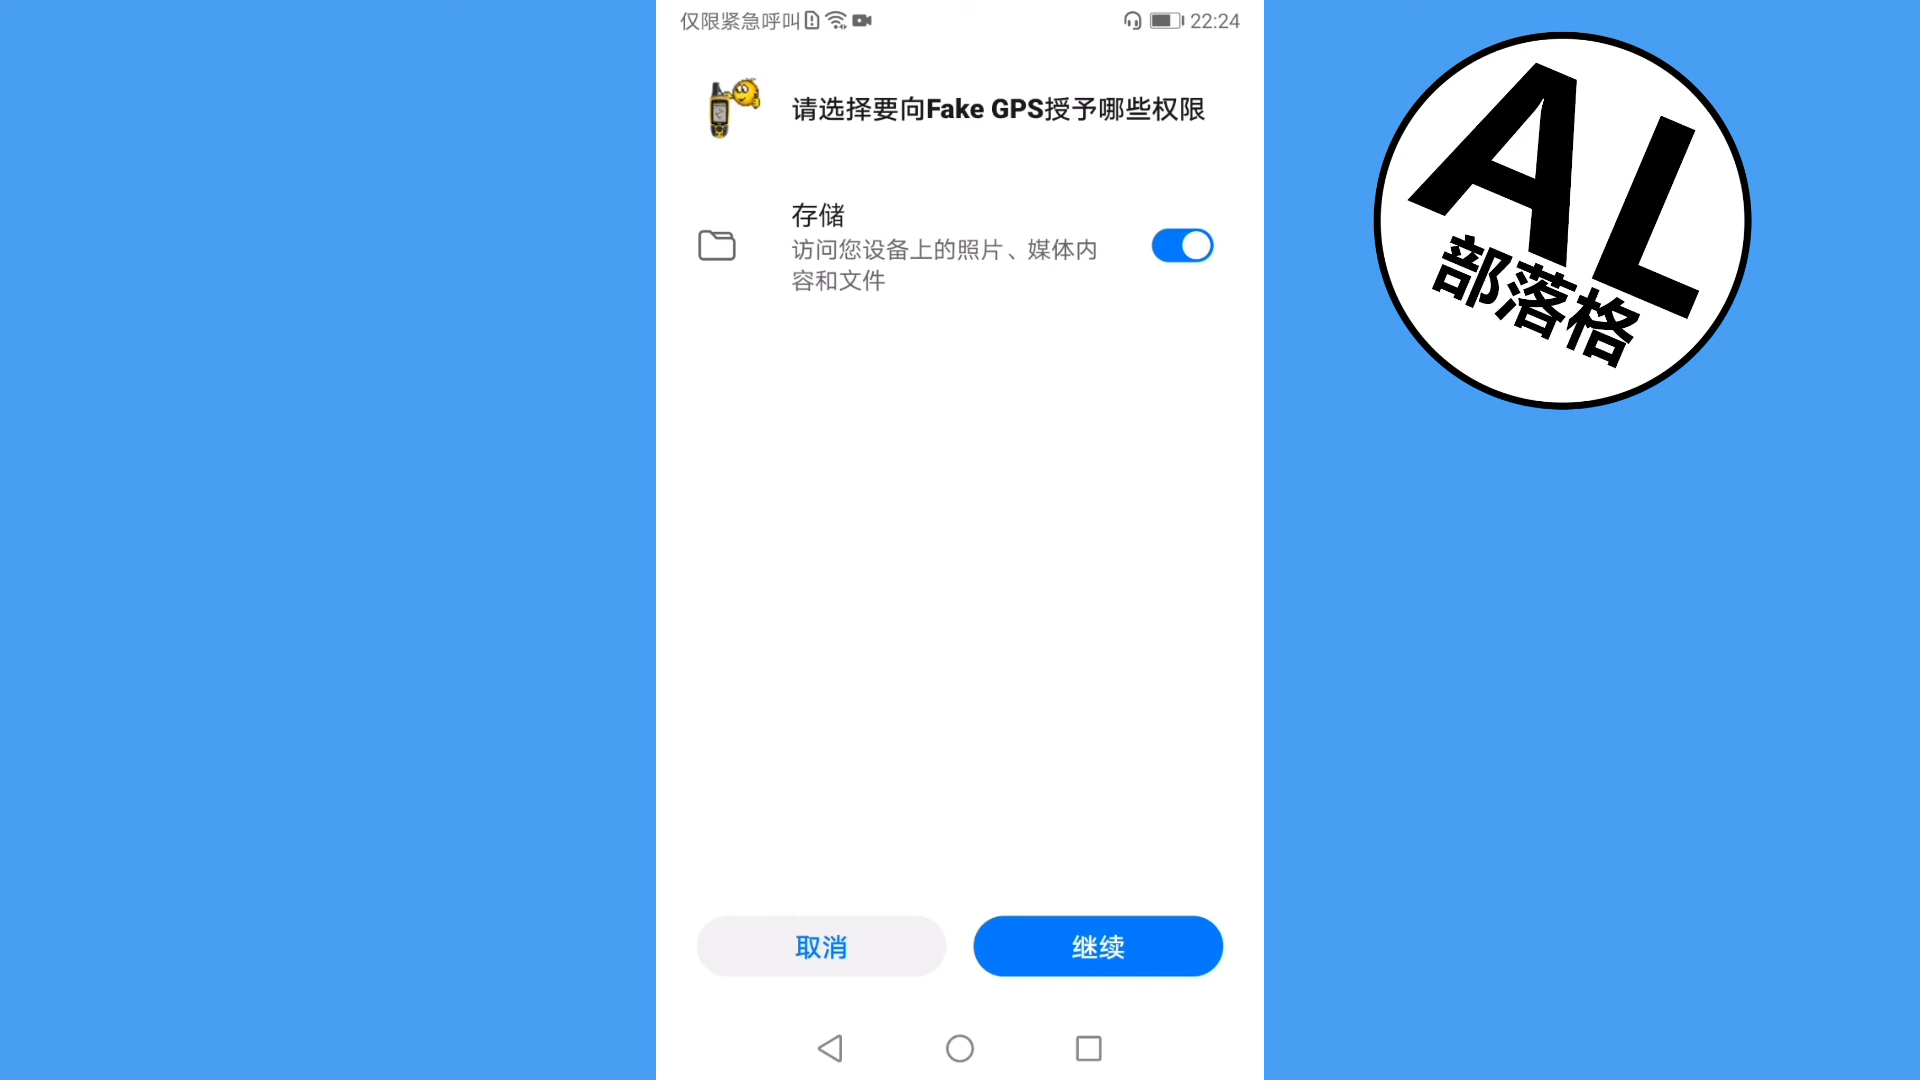 仅限紧急呼叫 22:24
请选择要向Fake GPS授予哪些权限
存储
访问您设备上的照片、媒体内
容和文件
取消 继续
AL
部落格